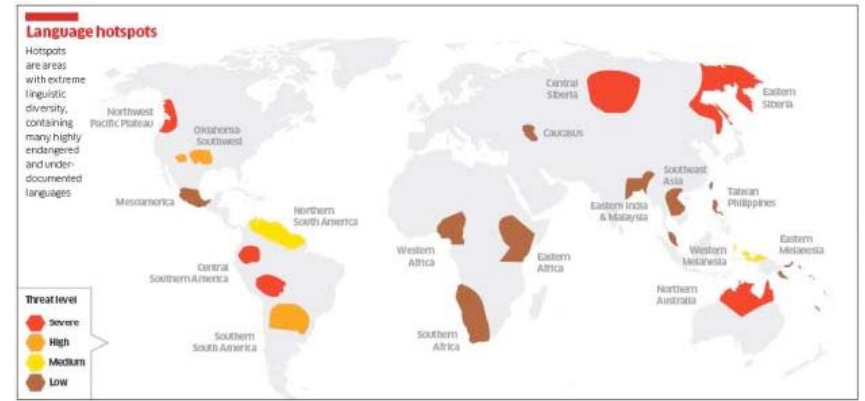 Language hotspots
Hotspots
are areas
with extreme
linguistic
diversity,
containing
many highly
endangered
and under-
documented
languages
Northwest
Pacific Plateau
Oklahoma-
Southwest
Mesoamerica
Northern
South America
Central
Southern America
Southern
South America
Central
Siberia
Eastern
Siberia
Caucasus
Southeast
Asia
Eastern India
& Malaysia
Taiwan
Philippines
Western
Africa
Eastern
Africa
Southern
Africa
Western
Melanesia
Eastern
Melanesia
Northern
Australia
Threat level
Severe
High
Medium
Low